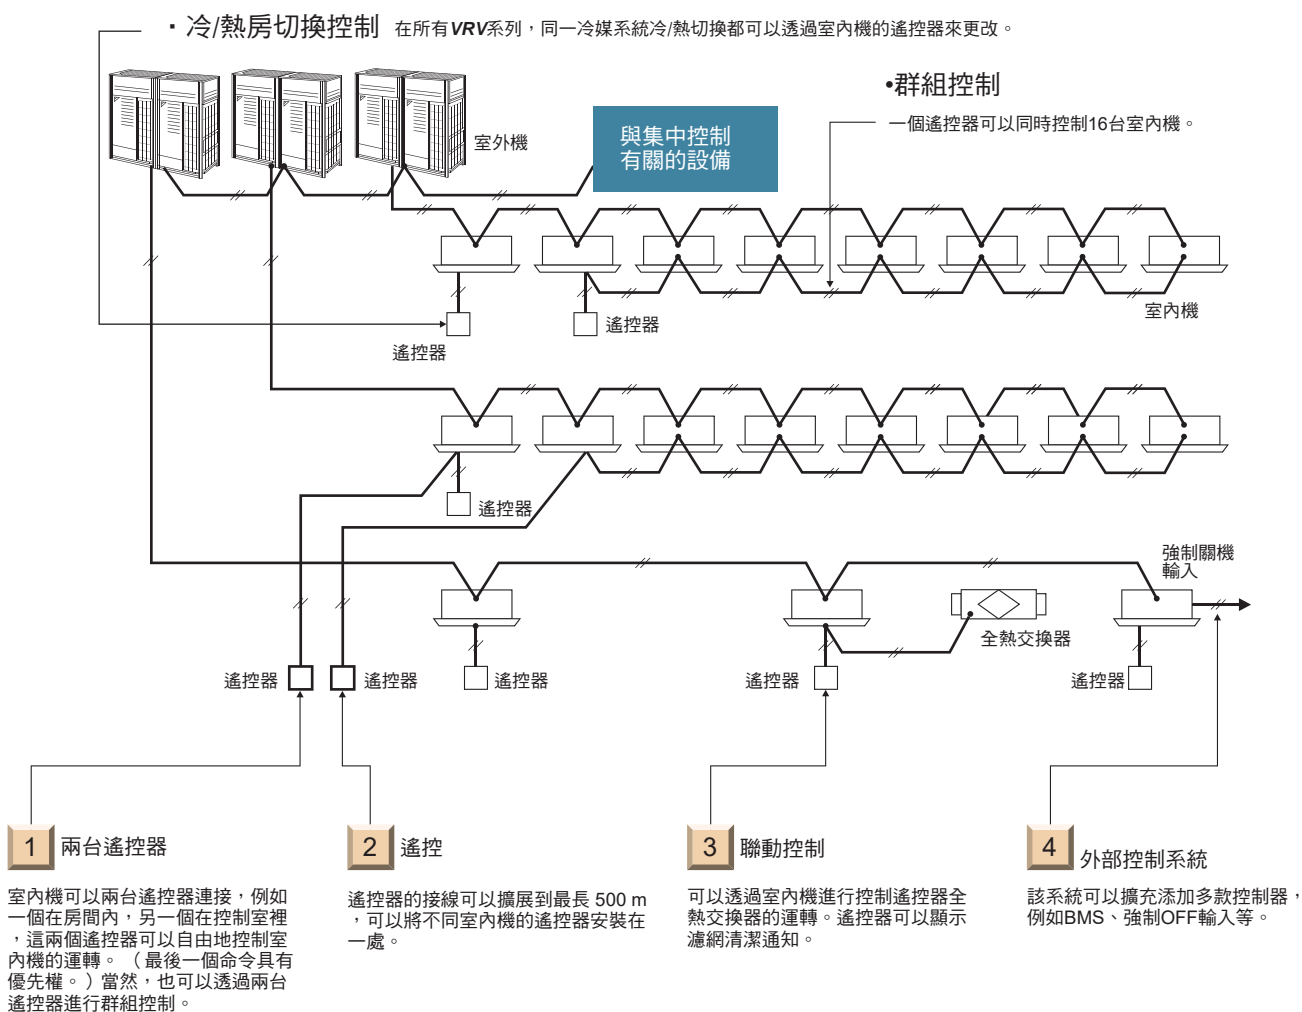 ・冷/熱房切換控制 在所有VRV系列，同一冷媒系統冷/熱切換都可以透過室內機的遙控器來更改。
•群組控制
一個遙控器可以同時控制16台室內機。
室外機
與集中控制
有關的設備
室內機
遙控器
遙控器
遙控器
強制關機
輸入
全熱交換器
遙控器
遙控器
遙控器
遙控器
遙控器
1 兩台遙控器
室內機可以兩台遙控器連接，例如
一個在房間內，另一個在控制室裡
，這兩個遙控器可以自由地控制室
內機的運轉。（最後一個命令具有
優先權。）當然，也可以透過兩台
遙控器進行群組控制。
2 遙控
遙控器的接線可以擴展到最長 500 m
，可以將不同室內機的遙控器安裝在
一處。
3 聯動控制
可以透過室內機進行控制遙控器全
熱交換器的運轉。遙控器可以顯示
濾網清潔通知。
4 外部控制系統
該系統可以擴充添加多款控制器，
例如BMS、強制OFF輸入等。